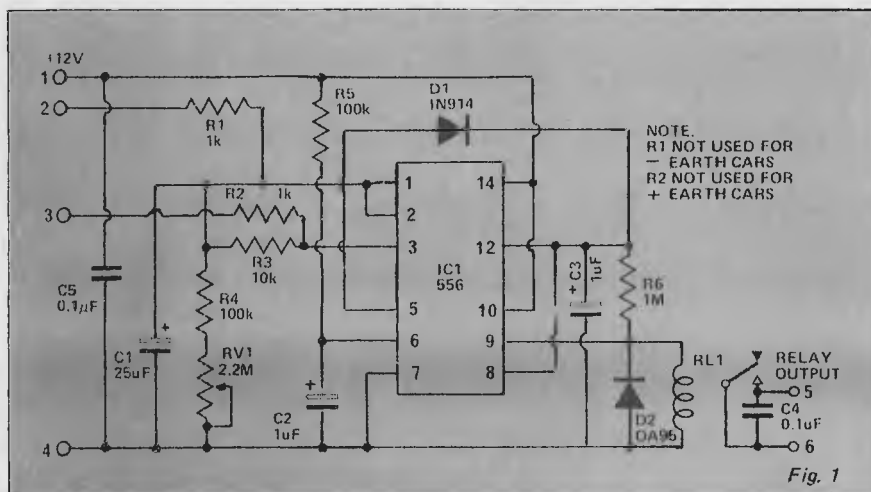 +12V
1
2
3
4
R1
1k
R5
100k
D1
IN914
NOTE.
R1 NOT USED FOR
— EARTH CARS
R2 NOT USED FOR
+ EARTH CARS
R2
1k
R3
10k
R4
100k
RV1
2.2M
C5
0.1µF
C1
25uF
+
C2
1uF
+
1
2
3
5
6
7
IC1
556
14
12
10
9
8
+
C3
1uF
R6
1M
D2
OA95
RL1
RELAY
OUTPUT
5
C4
0.1uF
6
Fig. 1